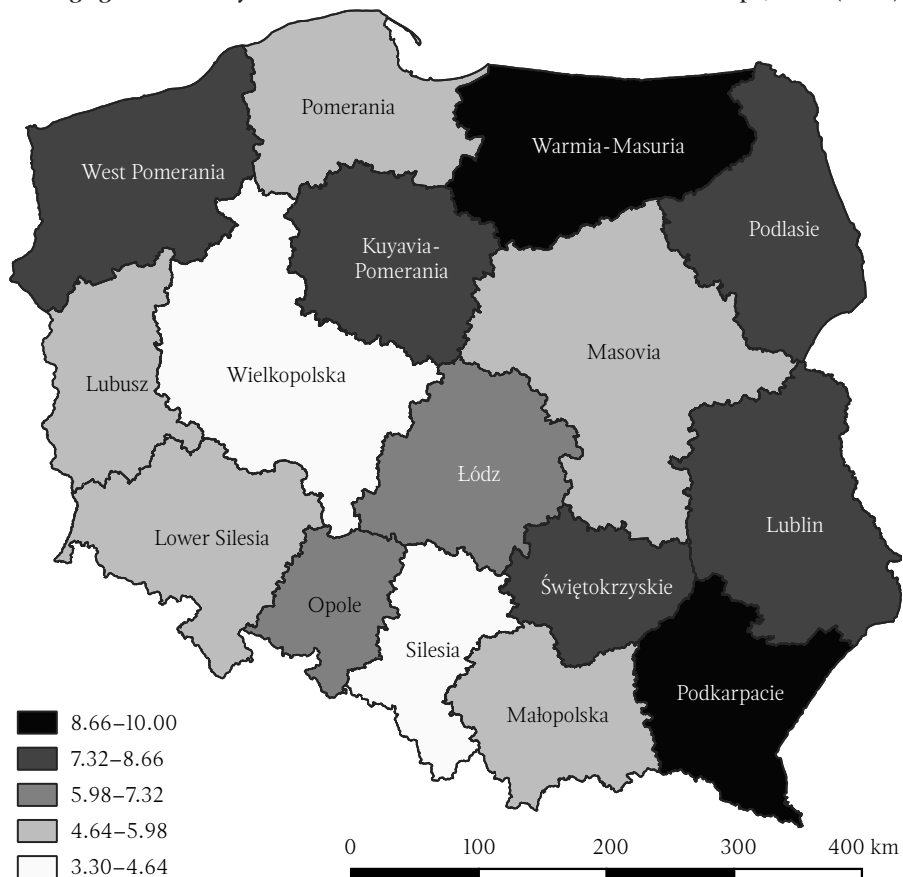 Pomerania
Warmia-Masuria
West Pomerania
Podlasie
Kuyavia-
Pomerania
Masovia
Wielkopolska
Lubusz
Łódz
Lublin
Lower Silesia
Świętokrzyskie
Opole
Silesia
Podkarpacie
Małopolska
8.66–10.00
7.32–8.66
5.98–7.32
4.64–5.98
3.30–4.64
0 100 200 300 400 km